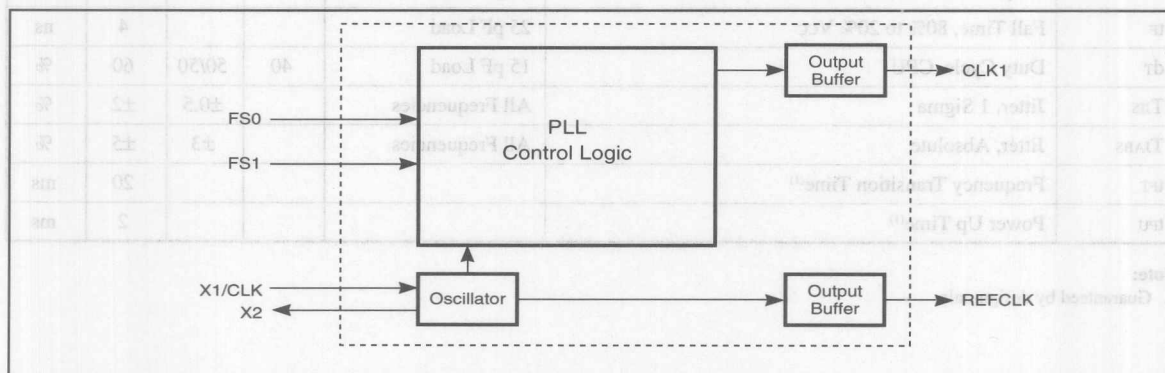 FS0
FS1
PLL
Control Logic
Output
Buffer
CLK1
X1/CLK
X2
Oscillator
Output
Buffer
REFCLK